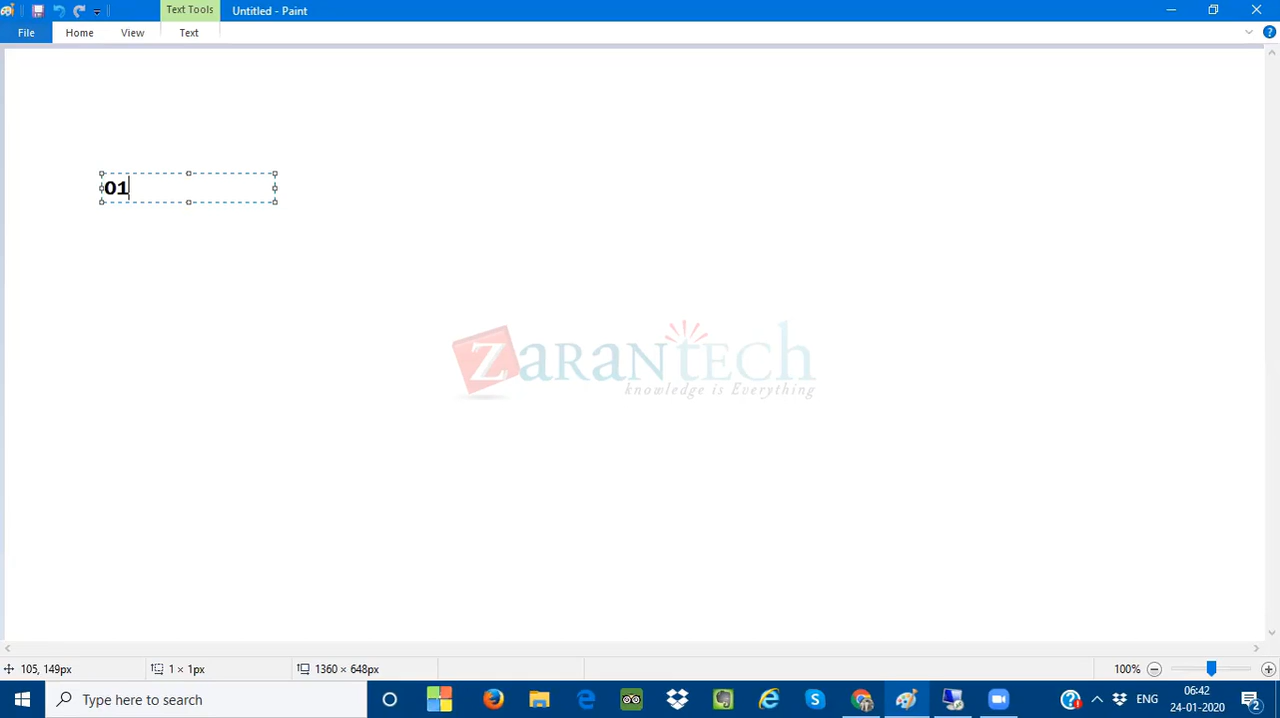 Text Tools
Untitled - Paint
File
Home
View
Text
01
ZARANTECH
knowledge is Everything
105, 149px
1 × 1px
1360 × 648px
100%
Type here to search
ENG
06:42
24-01-2020
2